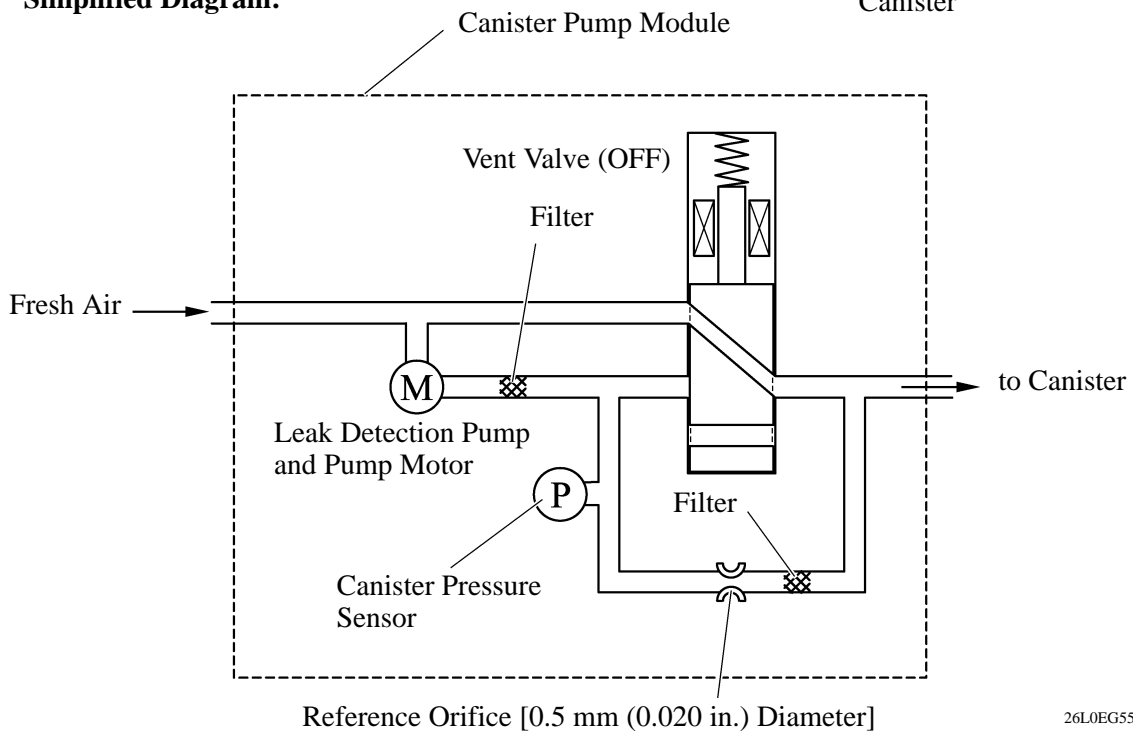 Simplified Diagram:
Canister
Canister Pump Module
Vent Valve (OFF)
Filter
Fresh Air
M
to Canister
Leak Detection Pump
and Pump Motor
P
Filter
Canister Pressure
Sensor
Reference Orifice [0.5 mm (0.020 in.) Diameter]
26L0EG55